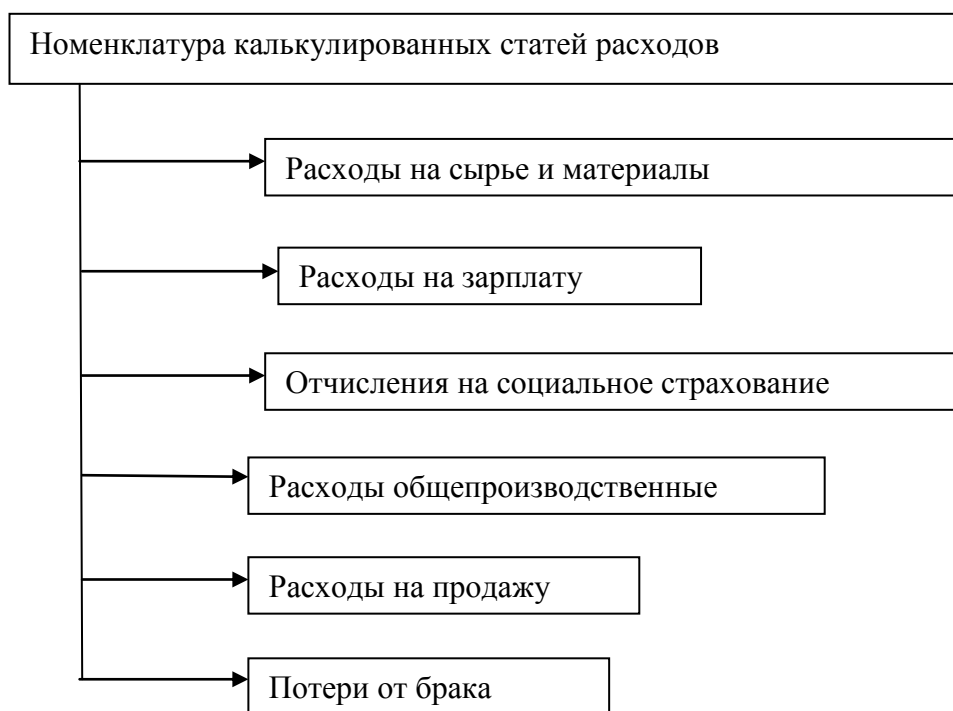 Номенклатура калькулированных статей расходов
Расходы на сырье и материалы
Расходы на зарплату
Отчисления на социальное страхование
Расходы общепроизводственные
Расходы на продажу
Потери от брака